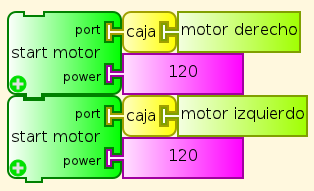 port caja motor derecho
start motor
power 120
port caja motor izquierdo
start motor
power 120